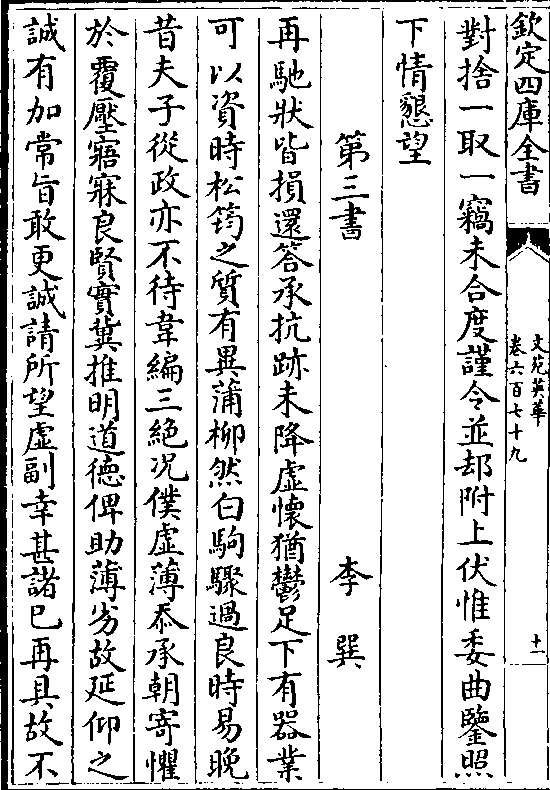 欽定四庫全書
文苑英華
卷六百七十九
十一
對捨一取一竊未合度謹令並却附上伏惟委曲鑒照
下情懇望
第三書 李巽
再馳狀皆損還答承抗跡未降虛懷猶鬱足下有器業
可以資時松筠之質有異蒲柳然白駒驟過良時易晚
昔夫子從政亦不待韋編三絶况僕虛薄忝承朝寄懼
於覆壓寤寐良賢實冀推明道德俾助薄劣故延仰之
誠有加常旨敢更誠請所望虛副幸甚諸已再具故不